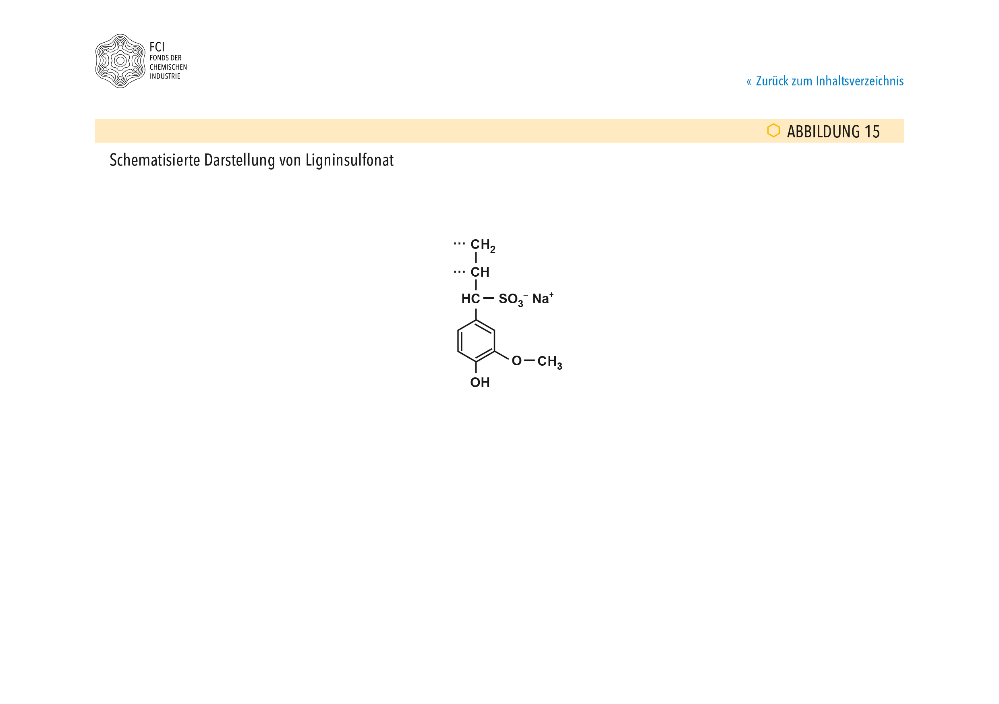 FCI
FONDS DER
CHEMISCHEN
INDUSTRIE
« Zurück zum Inhaltsverzeichnis
ABBILDUNG 15
Schematisierte Darstellung von Ligninsulfonat
··· CH₂
··· CH
HC — SO₃⁻ Na⁺
O — CH₃
OH